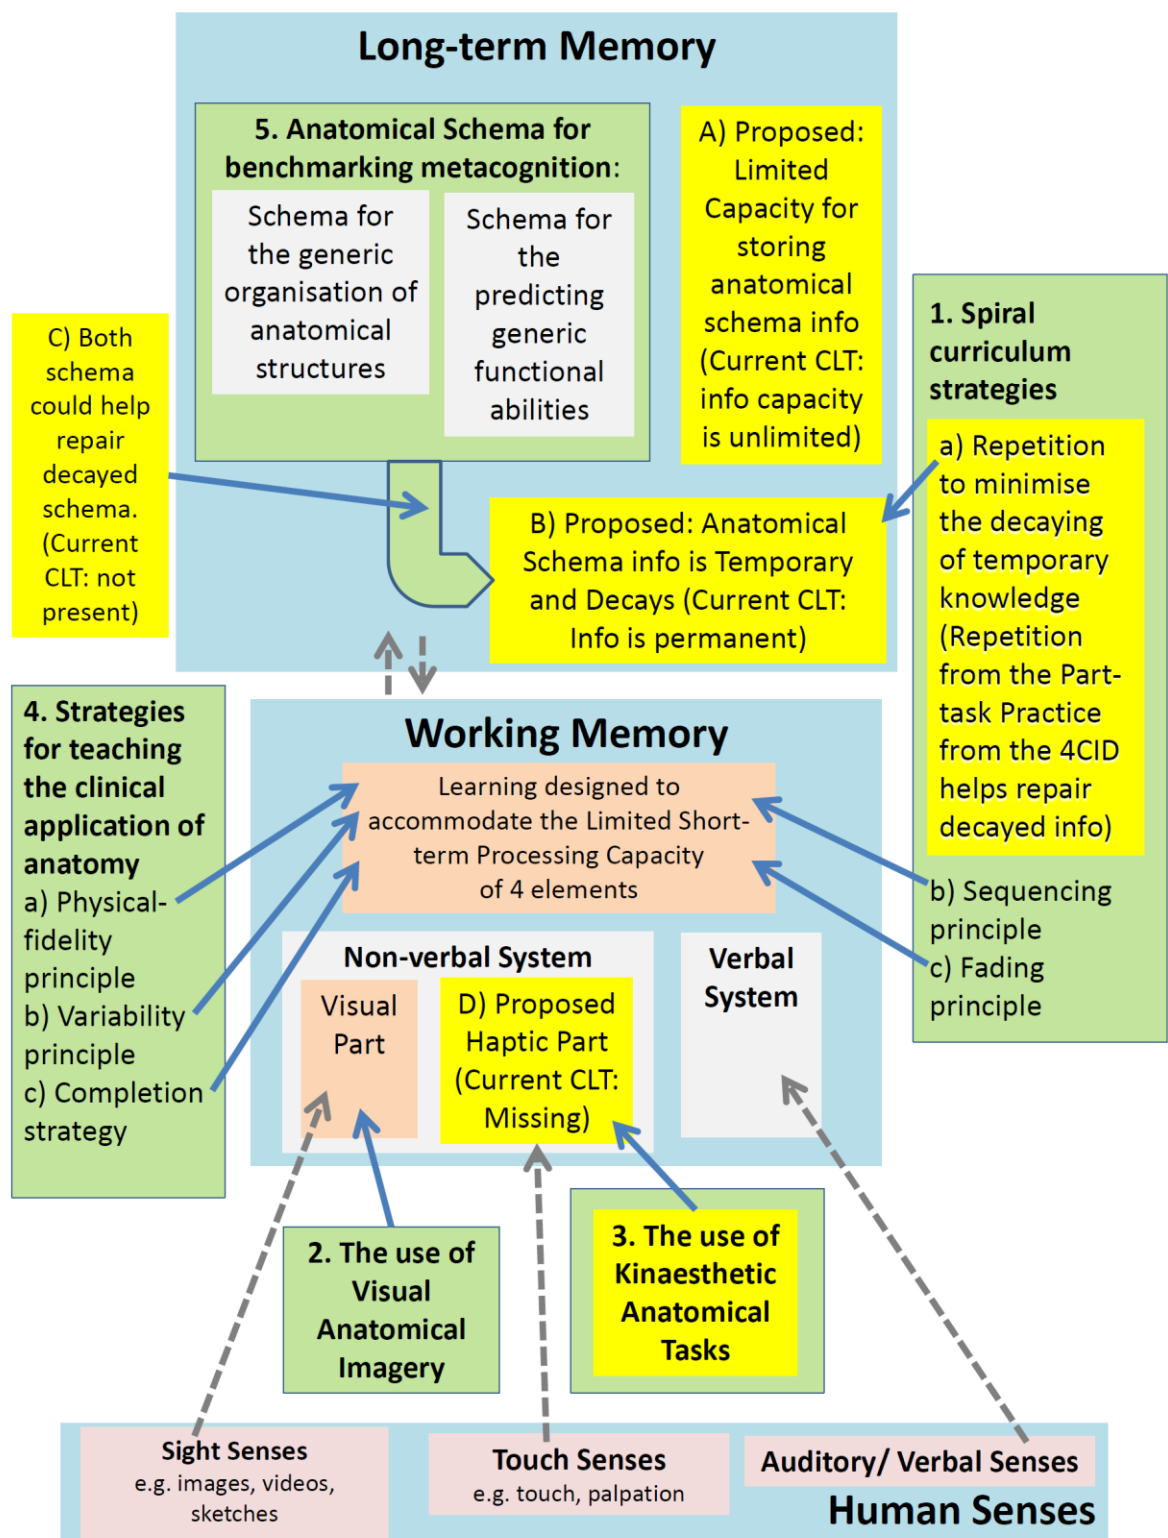 Long-term Memory
5. Anatomical Schema for
benchmarking metacognition:
Schema for
the generic
organisation of
anatomical
structures
Schema for
the
predicting
generic
functional
abilities
A) Proposed:
Limited
Capacity for
storing
anatomical
schema info
(Current CLT:
info capacity
is unlimited)
C) Both
schema
could help
repair
decayed
schema.
(Current
CLT: not
present)
B) Proposed: Anatomical
Schema info is Temporary
and Decays (Current CLT:
Info is permanent)
1. Spiral
curriculum
strategies
a) Repetition
to minimise
the decaying
of temporary
knowledge
(Repetition
from the Part-
task Practice
from the 4CID
helps repair
decayed info)
b) Sequencing
principle
c) Fading
principle
4. Strategies
for teaching
the clinical
application of
anatomy
a) Physical-
fidelity
principle
b) Variability
principle
c) Completion
strategy
Working Memory
Learning designed to
accommodate the Limited Short-
term Processing Capacity
of 4 elements
Non-verbal System
Visual
Part
D) Proposed
Haptic Part
(Current CLT:
Missing)
Verbal
System
2. The use of
Visual
Anatomical
Imagery
3. The use of
Kinaesthetic
Anatomical
Tasks
Sight Senses
e.g. images, videos,
sketches
Touch Senses
e.g. touch, palpation
Auditory/ Verbal Senses
Human Senses